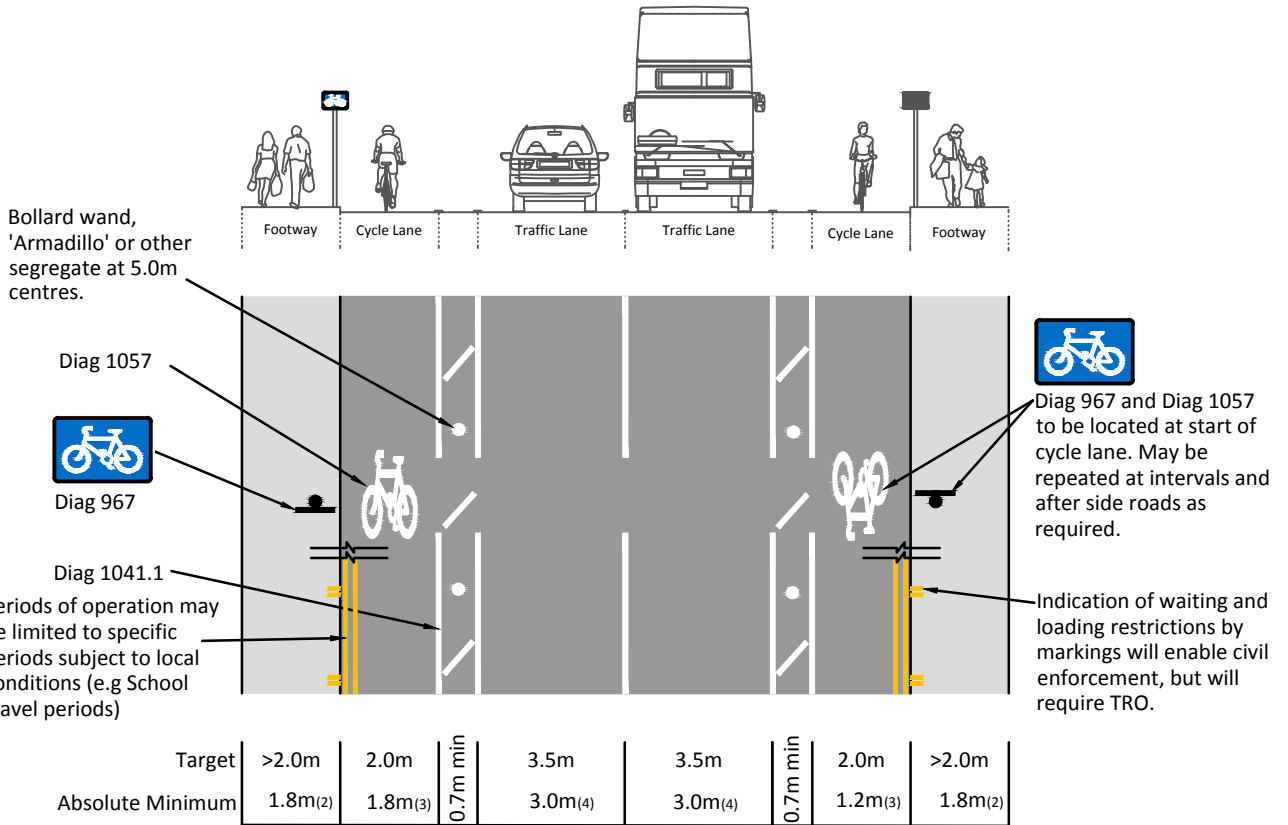 Footway
Cycle Lane
Traffic Lane
Traffic Lane
Cycle Lane
Footway
Bollard wand,
'Armadillo' or other
segregate at 5.0m
centres.
Diag 1057
Diag 967
Diag 1041.1
eriods of operation may
e limited to specific
eriods subject to local
onditions (e.g School
avel periods)
Diag 967 and Diag 1057
to be located at start of
cycle lane. May be
repeated at intervals and
after side roads as
required.
Indication of waiting and
loading restrictions by
markings will enable civil
enforcement, but will
require TRO.
Target >2.0m 2.0m 0.7m min 3.5m 3.5m 0.7m min 2.0m >2.0m
Absolute Minimum 1.8m(2) 1.8m(3) 3.0m(4) 3.0m(4) 1.2m(3) 1.8m(2)